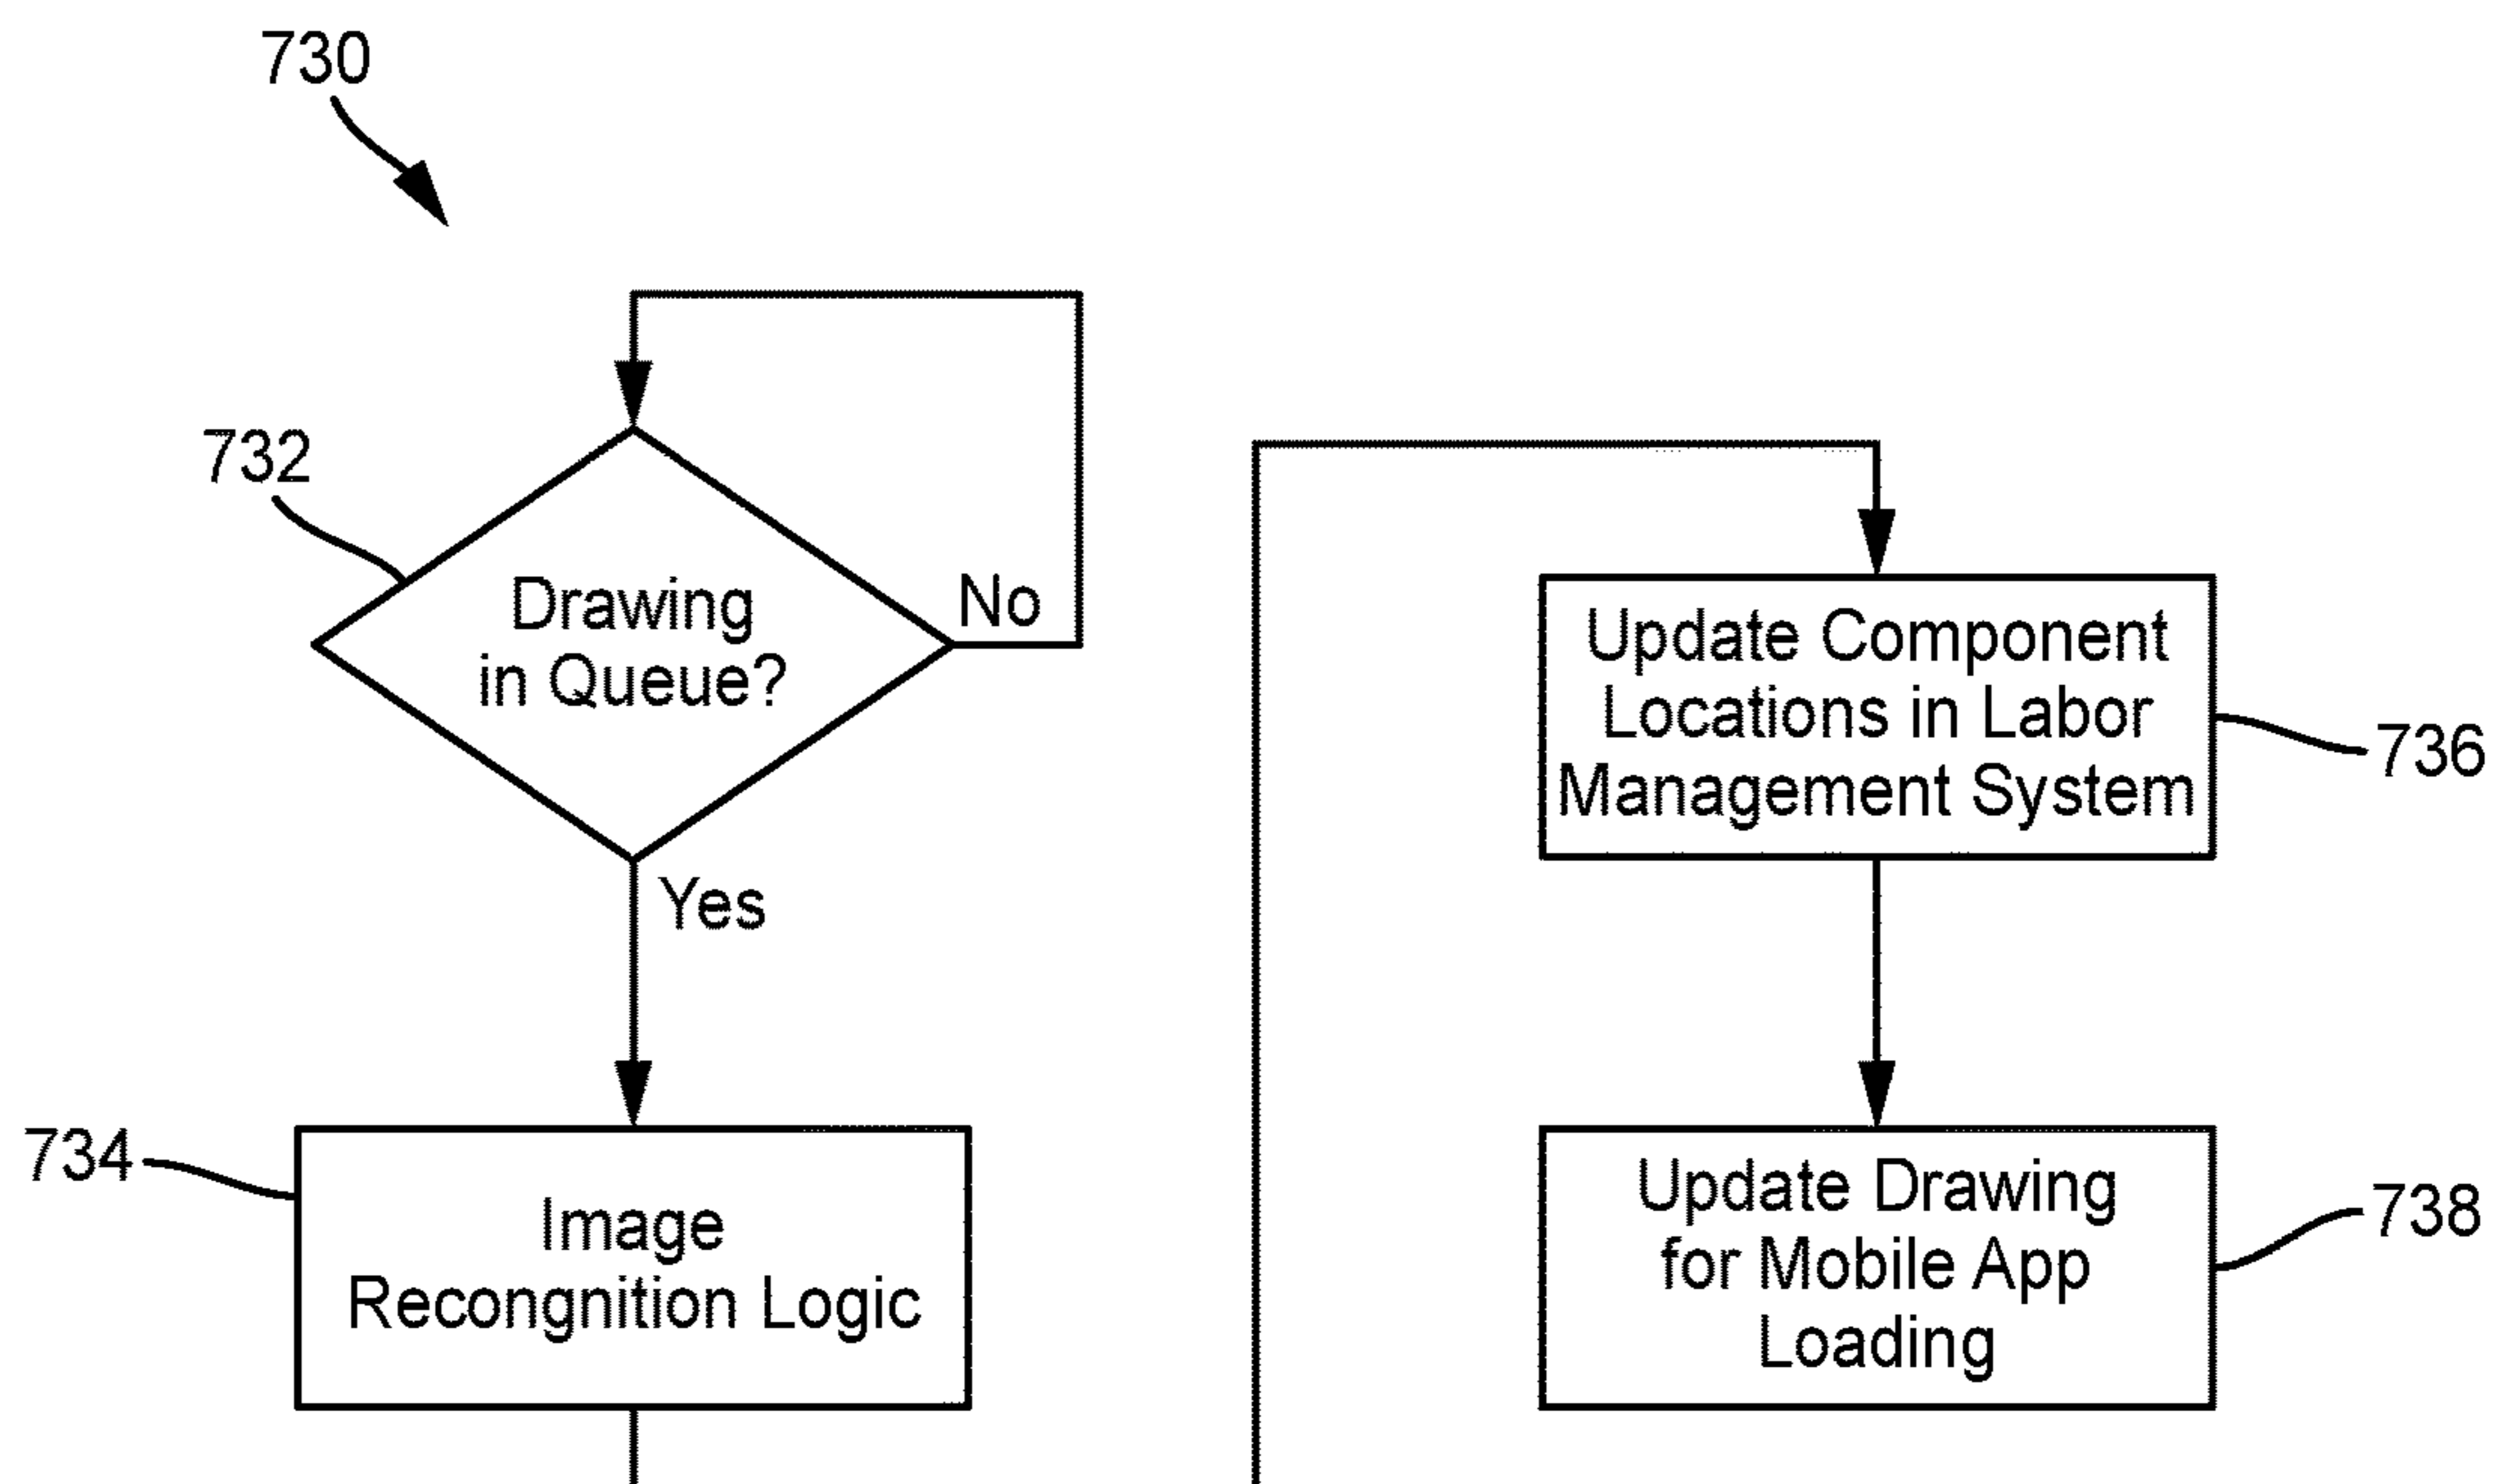 730
732
Drawing
in Queue?
No
Yes
734
Image
Recongnition Logic
Update Component
Locations in Labor
Management System
736
Update Drawing
for Mobile App
Loading
738